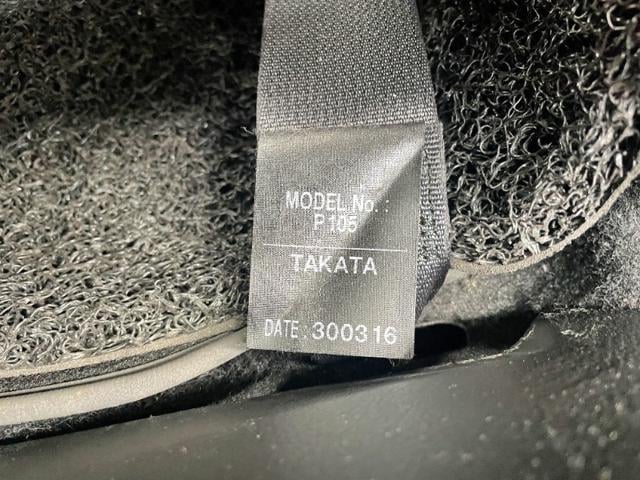 MODEL No. :
P105
TAKATA
DATE : 300316